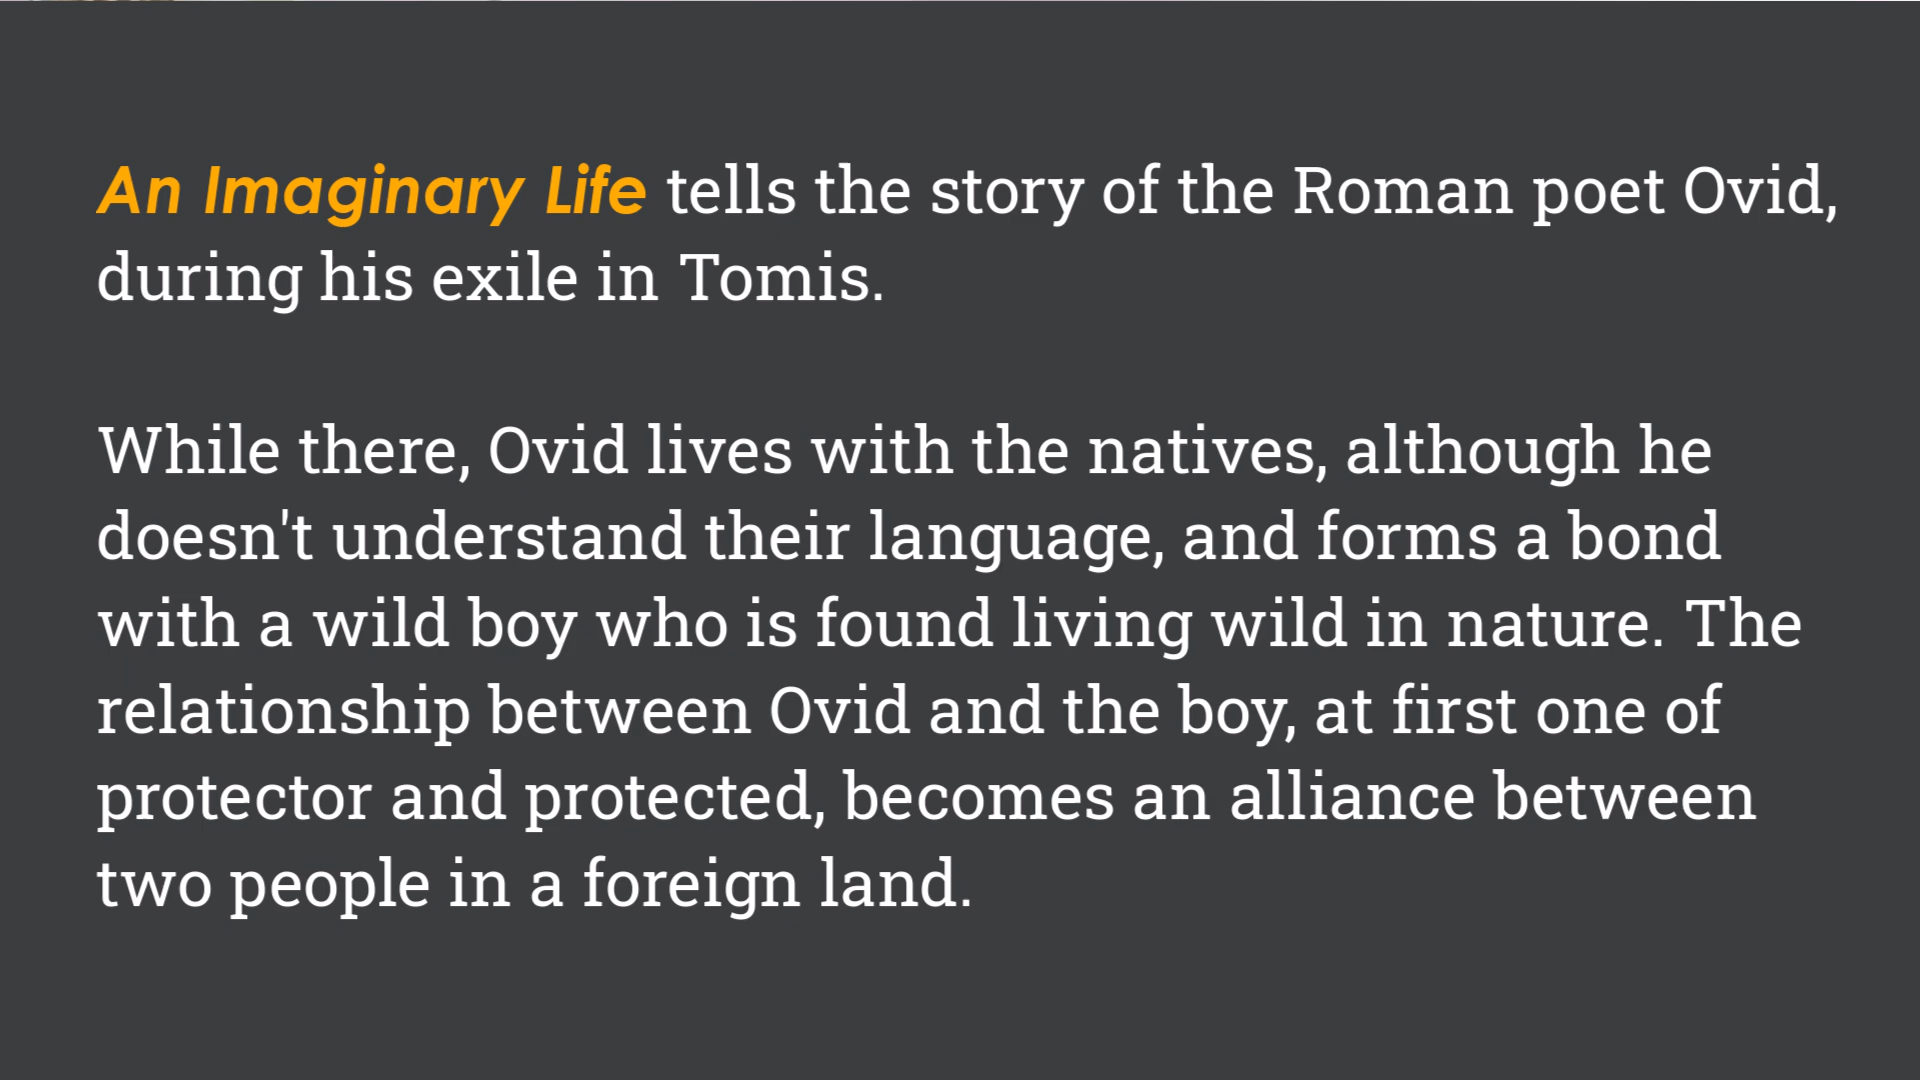 An Imaginary Life tells the story of the Roman poet Ovid,
during his exile in Tomis.
While there, Ovid lives with the natives, although he
doesn't understand their language, and forms a bond
with a wild boy who is found living wild in nature. The
relationship between Ovid and the boy, at first one of
protector and protected, becomes an alliance between
two people in a foreign land.